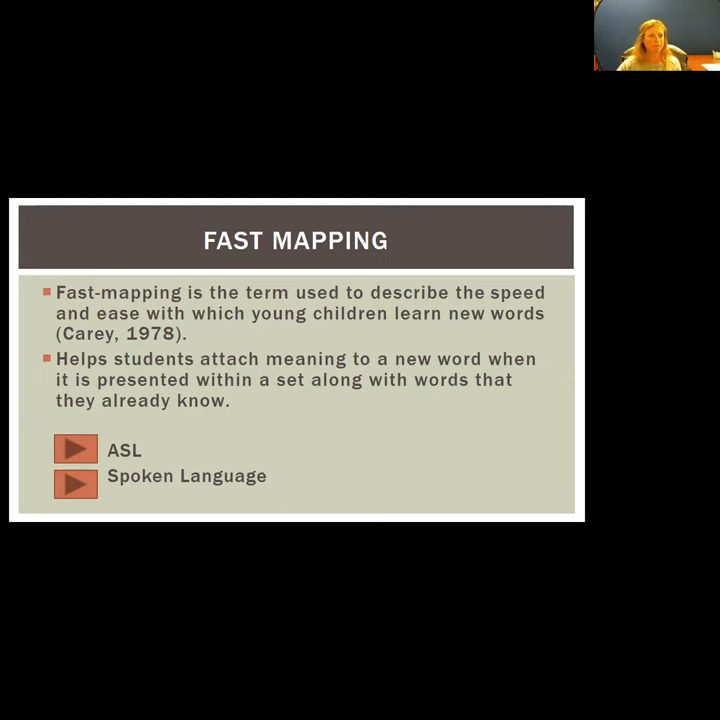 FAST MAPPING
Fast-mapping is the term used to describe the speed
and ease with which young children learn new words
(Carey, 1978).
Helps students attach meaning to a new word when
it is presented within a set along with words that
they already know.
ASL
Spoken Language